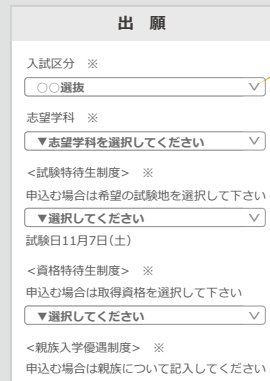 出 願
入試区分 ※
○○選抜
志望学科 ※
▼志望学科を選択してください
<試験特待生制度> ※
申込む場合は希望の試験地を選択して下さい
▼選択してください
試験日11月7日(土)
<資格特待生制度> ※
申込む場合は取得資格を選択して下さい
▼選択してください
<親族入学優遇制度> ※
申込む場合は親族について記入してください